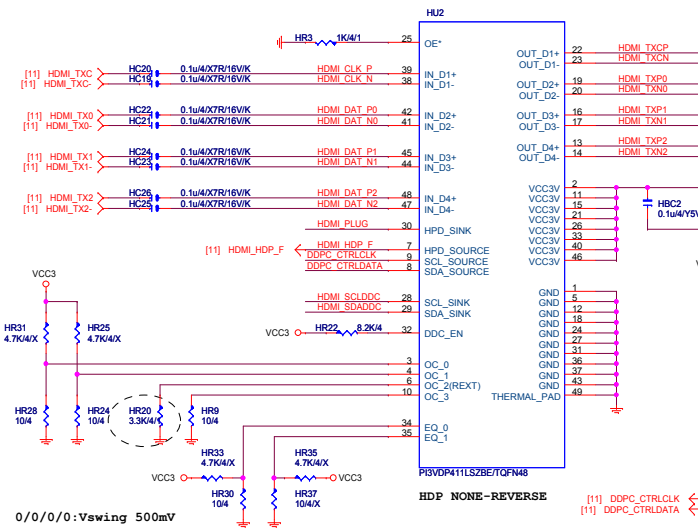 HU2
HR3 1K/4/1 25 OE*
OUT_D1+ 22 HDMI_TXCP
OUT_D1- 23 HDMI_TXCN
[11] HDMI_TXC HC20 0.1u/4/X7R/16V/K HDMI_CLK_P 39 IN_D1+
[11] HDMI_TXC- HC19 0.1u/4/X7R/16V/K HDMI_CLK_N 38 IN_D1-
OUT_D2+ 19 HDMI_TXP0
OUT_D2- 20 HDMI_TXN0
[11] HDMI_TX0 HC22 0.1u/4/X7R/16V/K HDMI_DAT_P0 42 IN_D2+
[11] HDMI_TX0- HC21 0.1u/4/X7R/16V/K HDMI_DAT_N0 41 IN_D2-
OUT_D3+ 16 HDMI_TXP1
OUT_D3- 17 HDMI_TXN1
OUT_D4+ 13 HDMI_TXP2
OUT_D4- 14 HDMI_TXN2
[11] HDMI_TX1 HC24 0.1u/4/X7R/16V/K HDMI_DAT_P1 45 IN_D3+
[11] HDMI_TX1- HC23 0.1u/4/X7R/16V/K HDMI_DAT_N1 44 IN_D3-
[11] HDMI_TX2 HC26 0.1u/4/X7R/16V/K HDMI_DAT_P2 48 IN_D4+
[11] HDMI_TX2- HC25 0.1u/4/X7R/16V/K HDMI_DAT_N2 47 IN_D4-
VCC3V 2
VCC3V 11
VCC3V 15
VCC3V 21
VCC3V 26
VCC3V 33
VCC3V 40
VCC3V 46
HBC2
0.1u/4/Y5V
HDMI_PLUG 30 HPD_SINK
[11] HDMI_HDP_F HDMI_HDP_F 7 HPD_SOURCE
DDPC_CTRLCLK 9 SCL_SOURCE
DDPC_CTRLDATA 8 SDA_SOURCE
HDMI_SCLDDC 28 SCL_SINK
HDMI_SDADDC 29 SDA_SINK
VCC3 HR22 8.2K/4 32 DDC_EN
GND 1
GND 5
GND 12
GND 18
GND 24
GND 27
GND 31
GND 36
GND 37
GND 43
THERMAL_PAD 49
VCC3
HR31 HR25
4.7K/4/X 4.7K/4/X
3 OC_0
4 OC_1
6 OC_2(REXT)
10 OC_3
HR28 HR24 HR20 HR9
10/4 10/4 3.3K/4/1 10/4
34 EQ_0
35 EQ_1
HR33 HR35
4.7K/4/X 4.7K/4/X
VCC3 VCC3
HR30 HR37
10/4 10/4/X
PI3VDP411LSZBE/TQFN48
HDP NONE-REVERSE
[11] DDPC_CTRLCLK
[11] DDPC_CTRLDATA
0/0/0/0:Vswing 500mV